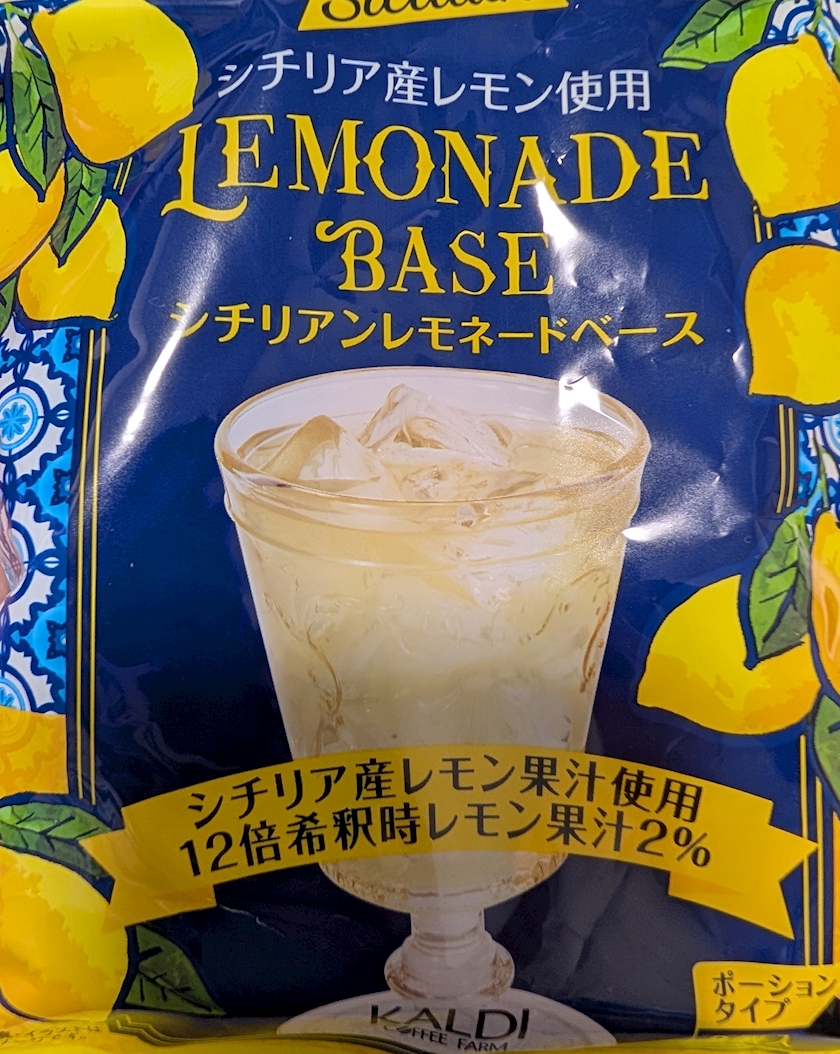 シチリア産レモン使用
LEMONADE
BASE
シチリアンレモネードベース
シチリア産レモン果汁使用
12倍希釈時レモン果汁2%
ポーション
タイプ
KALDI
COFFEE FARM